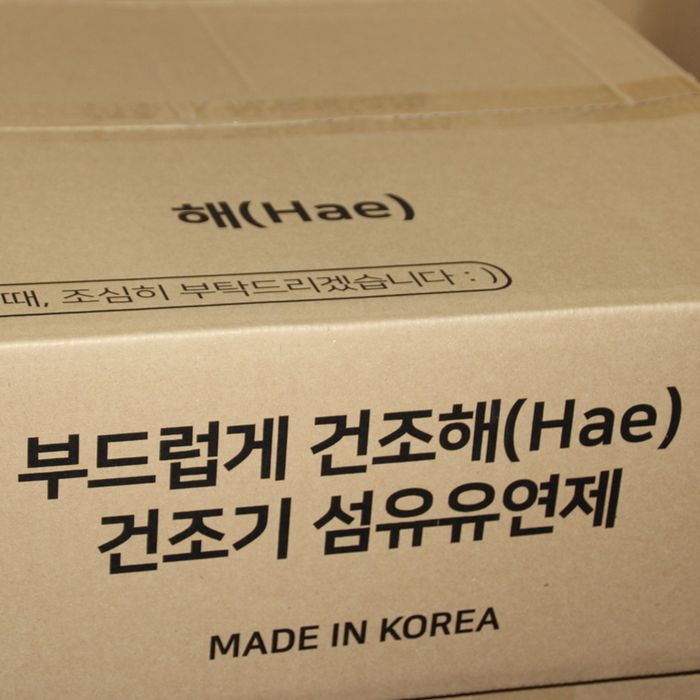 해(Hae)
때, 조심히 부탁드리겠습니다 : )
부드럽게 건조해(Hae)
건조기 섬유유연제
MADE IN KOREA